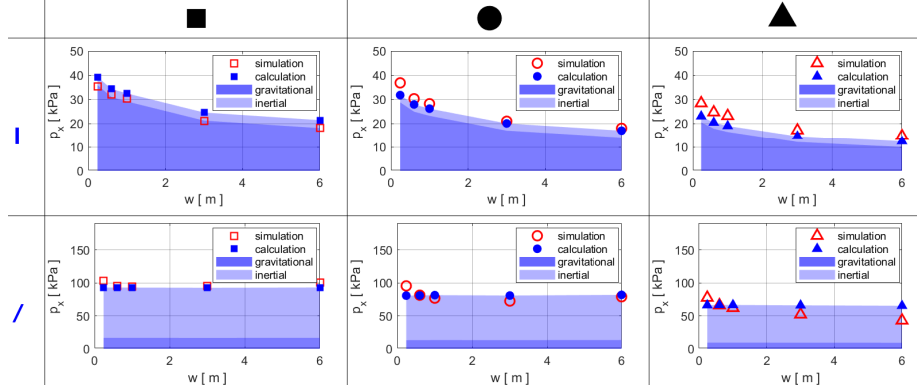 50
40
30
20
10
0
p_x [ kPa ]
simulation
calculation
gravitational
inertial
0 2 4 6
w [ m ]
50
40
30
20
10
0
p_x [ kPa ]
simulation
calculation
gravitational
inertial
0 2 4 6
w [ m ]
50
40
30
20
10
0
p_x [ kPa ]
simulation
calculation
gravitational
inertial
0 2 4 6
w [ m ]
150
100
50
0
p_x [ kPa ]
simulation
calculation
gravitational
inertial
0 2 4 6
w [ m ]
150
100
50
0
p_x [ kPa ]
simulation
calculation
gravitational
inertial
0 2 4 6
w [ m ]
150
100
50
0
p_x [ kPa ]
simulation
calculation
gravitational
inertial
0 2 4 6
w [ m ]